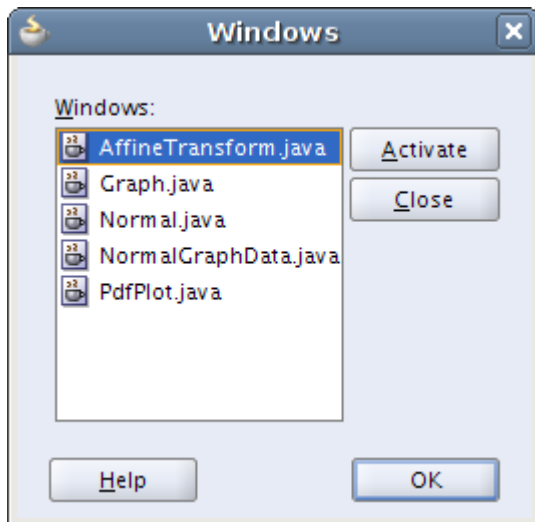 Windows
Windows:
AffineTransform.java
Graph.java
Normal.java
NormalGraphData.java
PdfPlot.java
Activate
Close
Help
OK